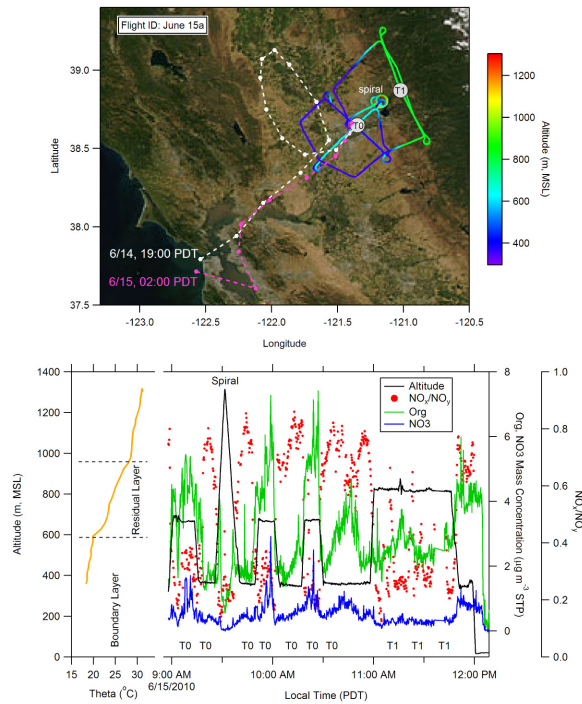 Flight ID: June 15a
39.0
38.5
38.0
37.5
Latitude
spiral
T1
T0
6/14, 19:00 PDT
6/15, 02:00 PDT
-123.0
-122.5
-122.0
-121.5
-121.0
-120.5
Longitude
1200
1000
800
600
400
Altitude (m, MSL)
1400
1200
1000
800
600
400
200
0
Altitude (m, MSL)
Residual Layer
Boundary Layer
15
20
25
30
Theta (°C)
Spiral
Altitude
NOx/NOy
Org
NO3
T0 T0 T0 T0 T0 T0 T0 T1 T1 T1
9:00 AM
10:00 AM
11:00 AM
12:00 PM
6/15/2010
Local Time (PDT)
8
6
4
2
0
Org, NO3 Mass Concentration (ug m-3, STP)
1.0
0.8
0.6
0.4
0.2
0.0
NOx/NOy